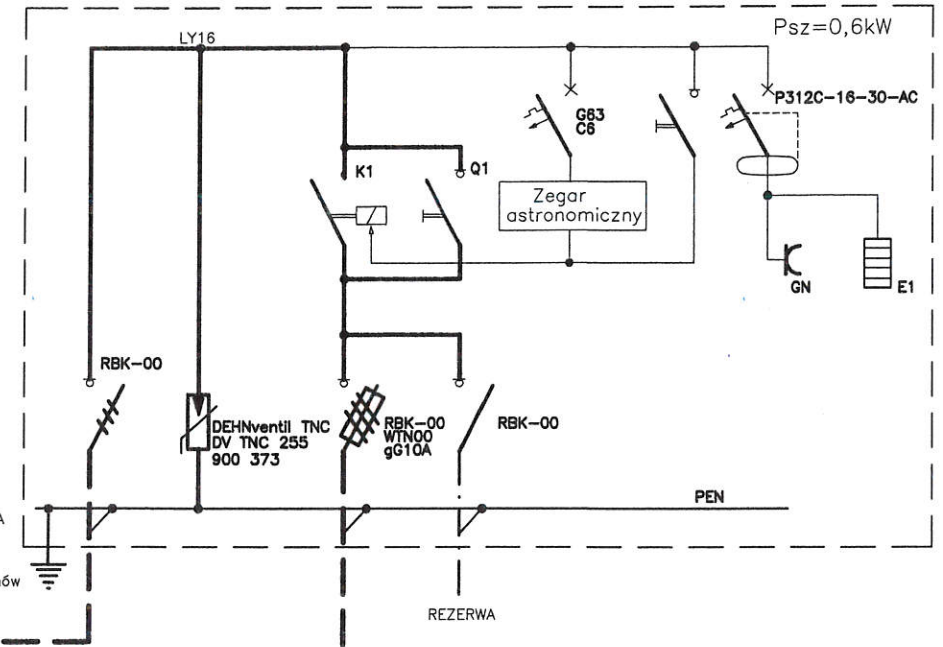 Psz=0,6kW
LY16
P312C-16-30-AC
G63
C6
K1
Q1
Zegar
astronomiczny
GN
E1
RBK-00
DEHNventil TNC
DV TNC 255
900 373
RBK-00
WTN00
gG10A
RBK-00
PEN
A
REZERWA